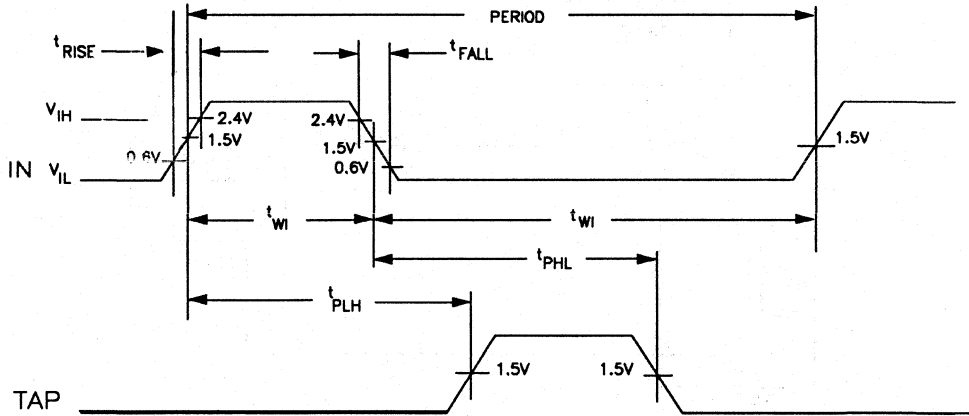 PERIOD
tRISE
tFALL
VIH
2.4V
2.4V
1.5V
1.5V
1.5V
0.6V
0.6V
IN VIL
tWI
tWI
tPHL
tPLH
1.5V
1.5V
TAP